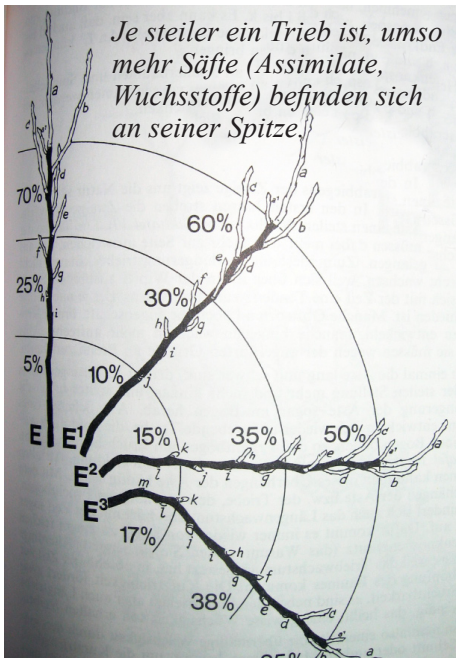 Je steiler ein Trieb ist, umso
mehr Säfte (Assimilate,
Wuchsstoffe) befinden sich
an seiner Spitze.
a
b
c
d
70%
e
f
g
25%
h
i
5%
E
60%
a
c
b
e
d
30%
f
h
g
i
10%
j
E¹
15%
k
35%
h
f
50%
e
c
a
E²
l
j
i
g
d
b
E³
m
k
l
17%
j
i
h
g
f
38%
e
d
c
b
a